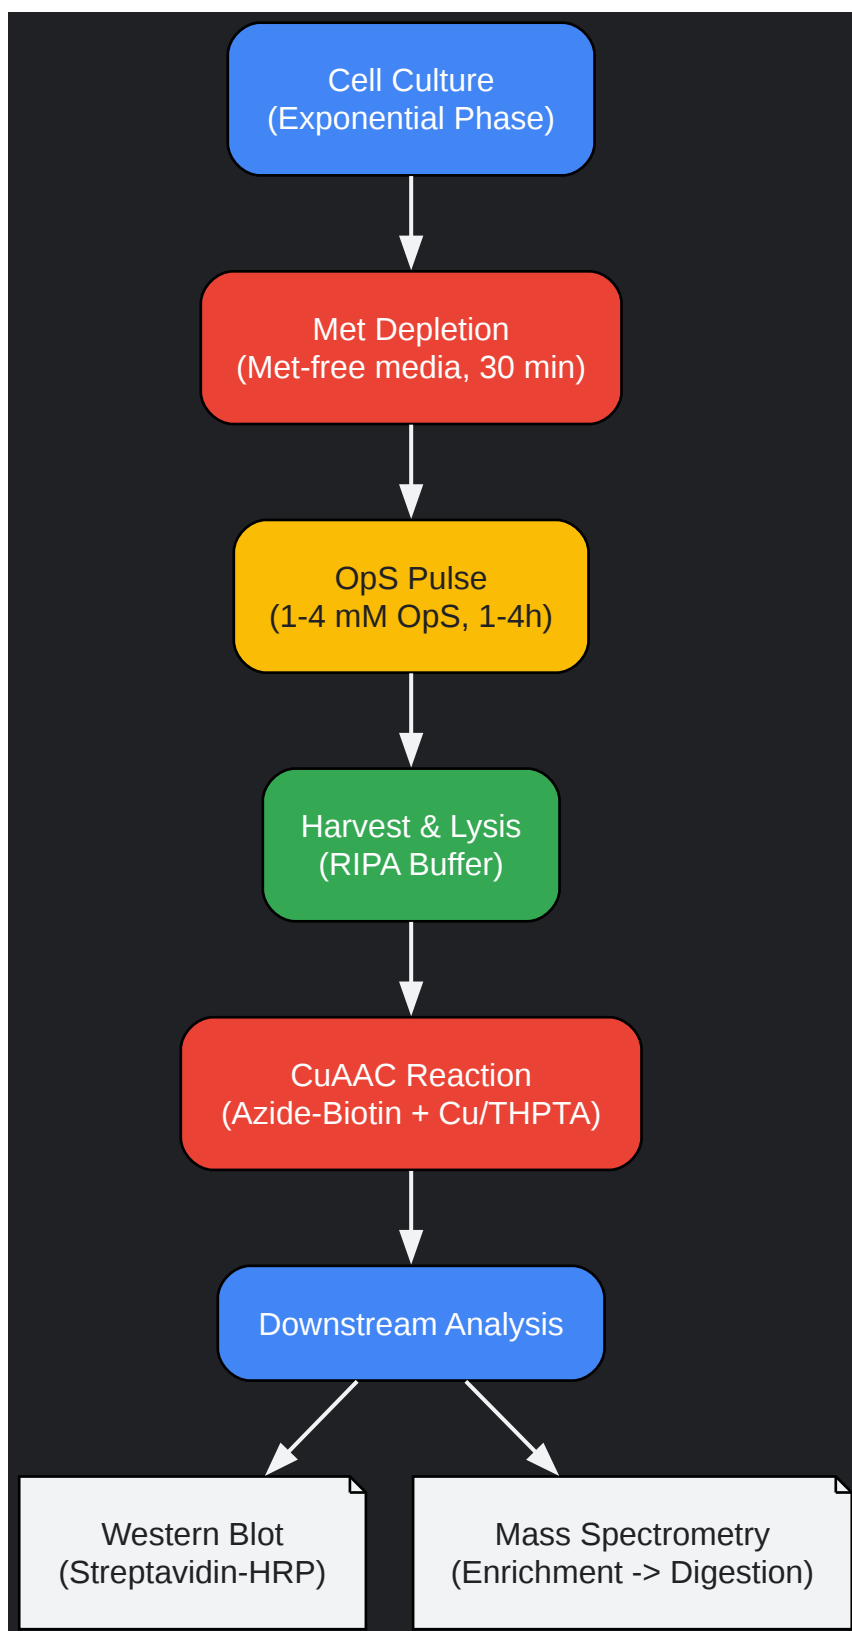 Cell Culture
(Exponential Phase)
Met Depletion
(Met-free media, 30 min)
OpS Pulse
(1-4 mM OpS, 1-4h)
Harvest & Lysis
(RIPA Buffer)
CuAAC Reaction
(Azide-Biotin + Cu/THPTA)
Downstream Analysis
Western Blot
(Streptavidin-HRP)
Mass Spectrometry
(Enrichment -> Digestion)